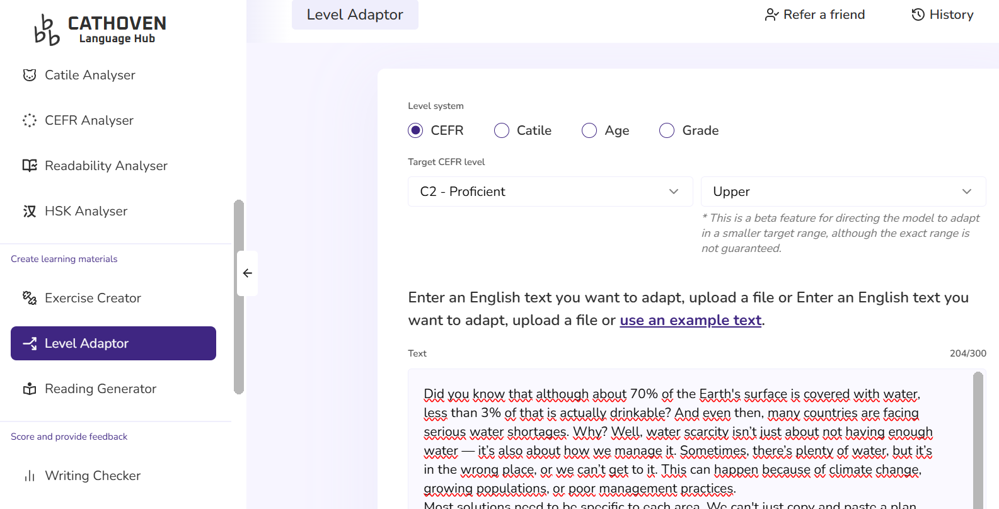 CATHOVEN
Language Hub
Catile Analyser
CEFR Analyser
Readability Analyser
HSK Analyser
Create learning materials
Exercise Creator
Level Adaptor
Reading Generator
Score and provide feedback
Writing Checker
Level Adaptor
Refer a friend
History
Level system
CEFR
Catile
Age
Grade
Target CEFR level
C2 - Proficient
Upper
* This is a beta feature for directing the model to adapt
in a smaller target range, although the exact range is
not guaranteed.
Enter an English text you want to adapt, upload a file or Enter an English text you
want to adapt, upload a file or use an example text.
Text
204/300
Did you know that although about 70% of the Earth's surface is covered with water,
less than 3% of that is actually drinkable? And even then, many countries are facing
serious water shortages. Why? Well, water scarcity isn’t just about not having enough
water — it’s also about how we manage it. Sometimes, there’s plenty of water, but it’s
in the wrong place, or we can’t get to it. This can happen because of climate change,
growing populations, or poor management practices.
Most solutions need to be specific to each area. We can't just copy and paste a plan